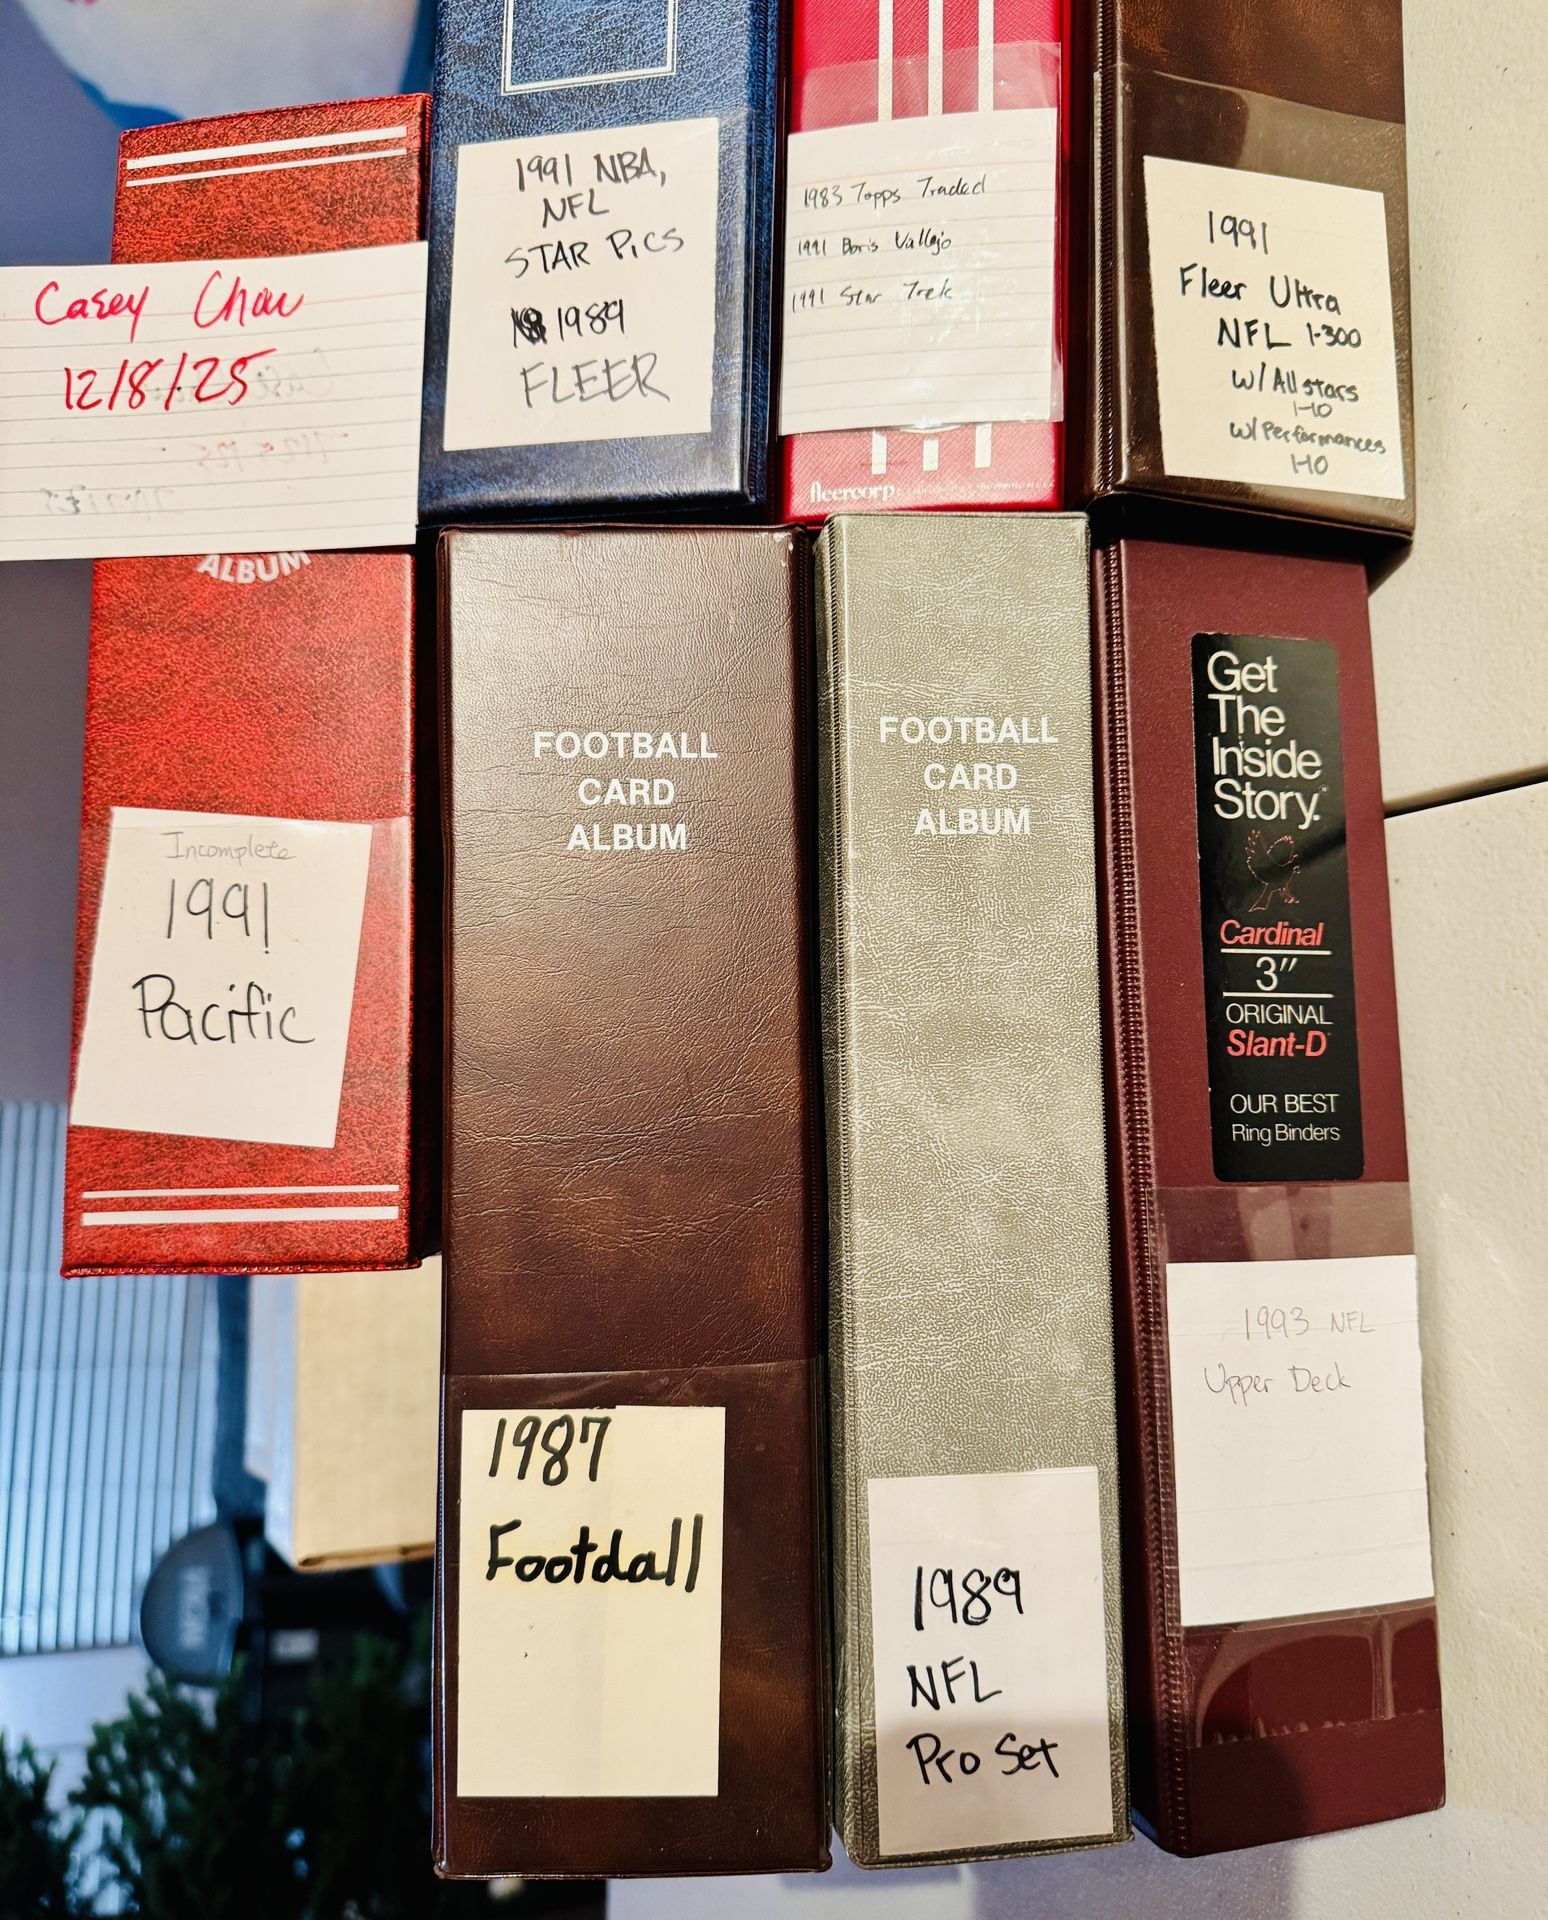 Casey Chow
12/8/25
ALBUM
Incomplete
1991
Pacific
1991 NBA,
NFL
STAR PICS
1989
FLEER
1983 Topps Traded
1991 Boris Vallejo
1991 Star Trek
fleercorp
1991
Fleer Ultra
NFL 1-300
w/ All stars
1-10
w/ Performances
1-10
FOOTBALL
CARD
ALBUM
1987
Footdall
FOOTBALL
CARD
ALBUM
1989
NFL
Pro Set
Get
The
Inside
Story.
Cardinal
3"
ORIGINAL
Slant-D
OUR BEST
Ring Binders
1993 NFL
Upper Deck